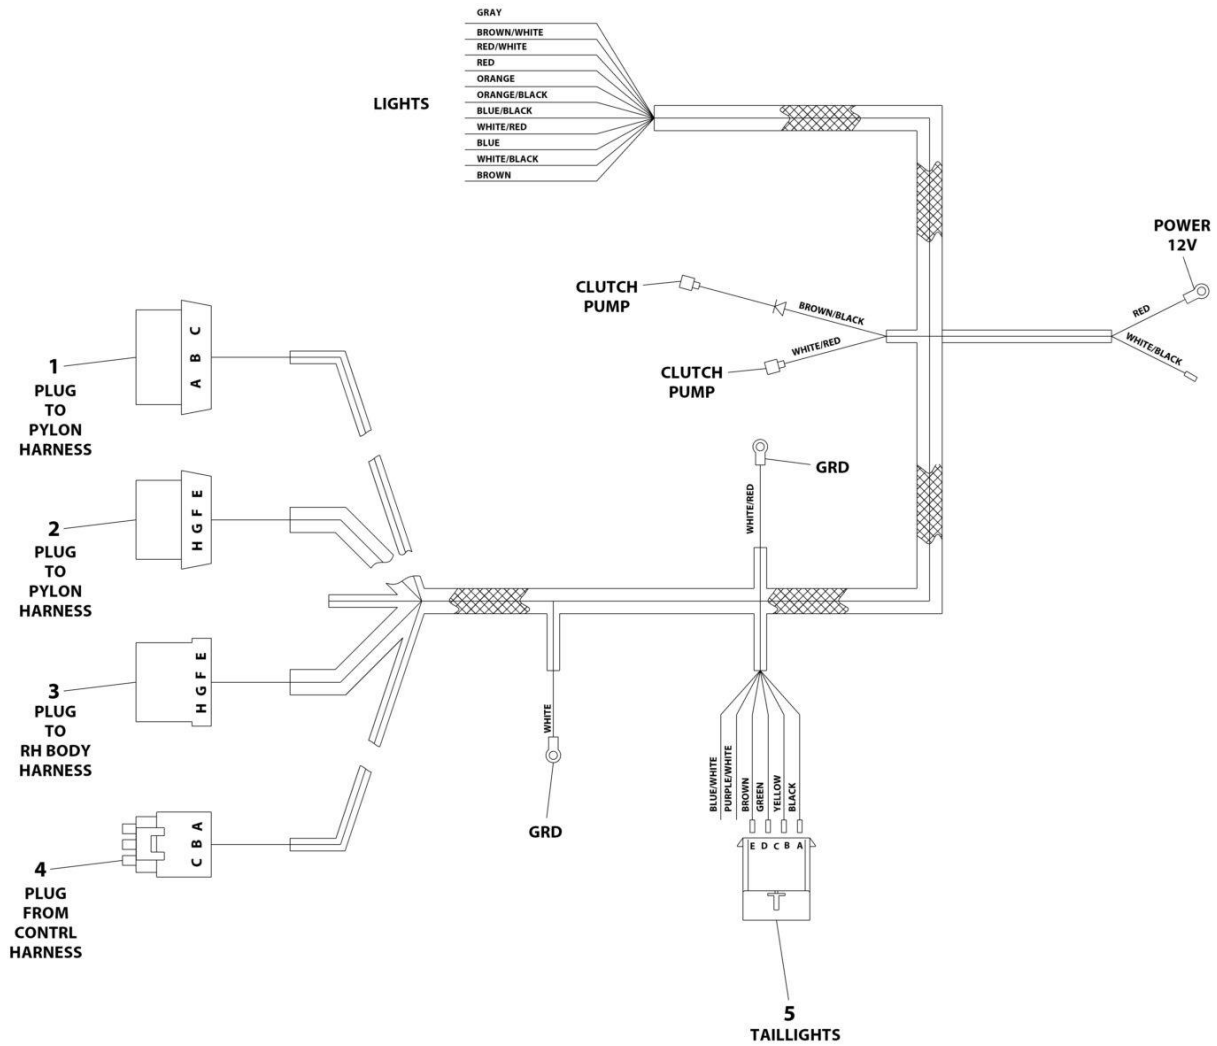 GRAY
BROWN/WHITE
RED/WHITE
RED
ORANGE
ORANGE/BLACK
BLUE/BLACK
WHITE/RED
BLUE
WHITE/BLACK
BROWN
LIGHTS
POWER
12V
RED
WHITE/BLACK
CLUTCH
PUMP
BROWN/BLACK
WHITE/RED
CLUTCH
PUMP
A B C
1
PLUG
TO
PYLON
HARNESS
GRD
WHITE/RED
H G F E
2
PLUG
TO
PYLON
HARNESS
H G F E
3
PLUG
TO
RH BODY
HARNESS
WHITE
GRD
BLUE/WHITE
PURPLE/WHITE
BROWN
GREEN
YELLOW
BLACK
E D C B A
C B A
4
PLUG
FROM
CONTRL
HARNESS
5
TAILLIGHTS